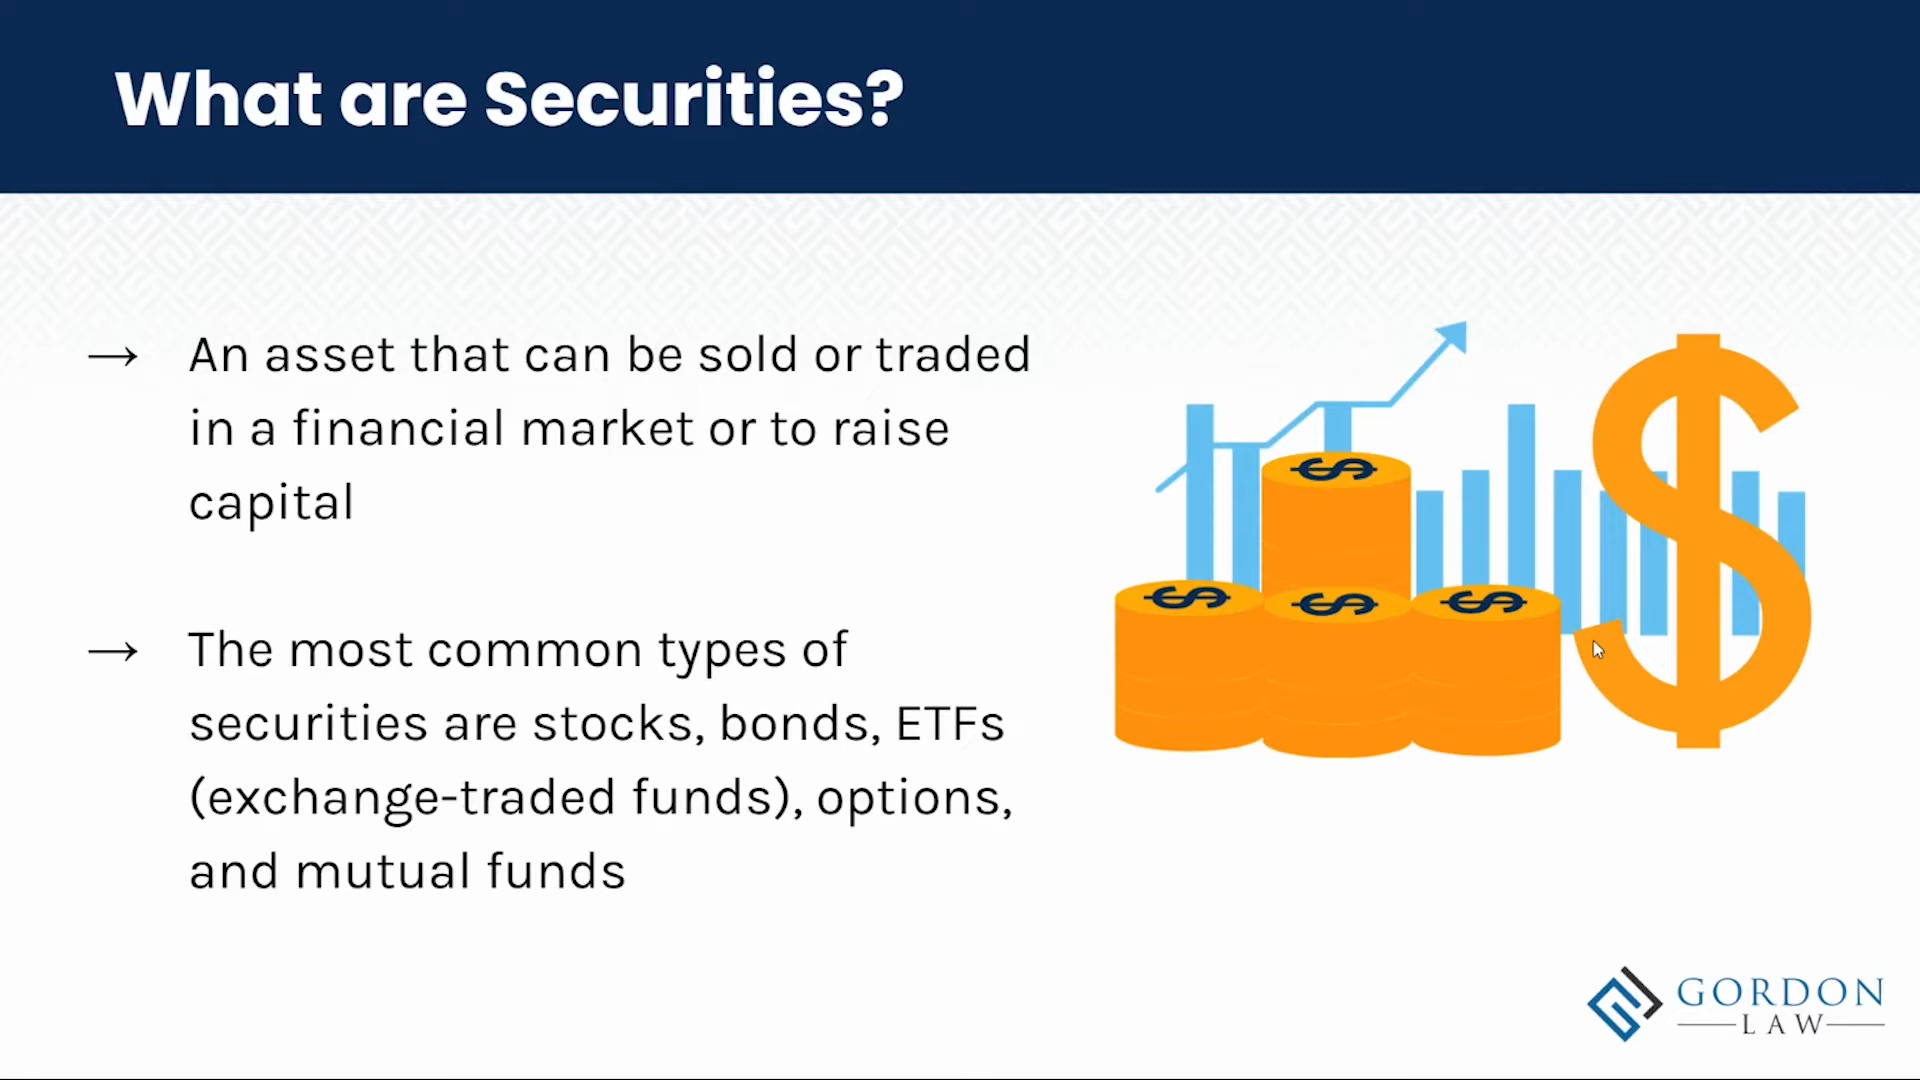 What are Securities?
→ An asset that can be sold or traded
in a financial market or to raise
capital
→ The most common types of
securities are stocks, bonds, ETFs
(exchange-traded funds), options,
and mutual funds
$
$ $ $
$
GORDON
LAW